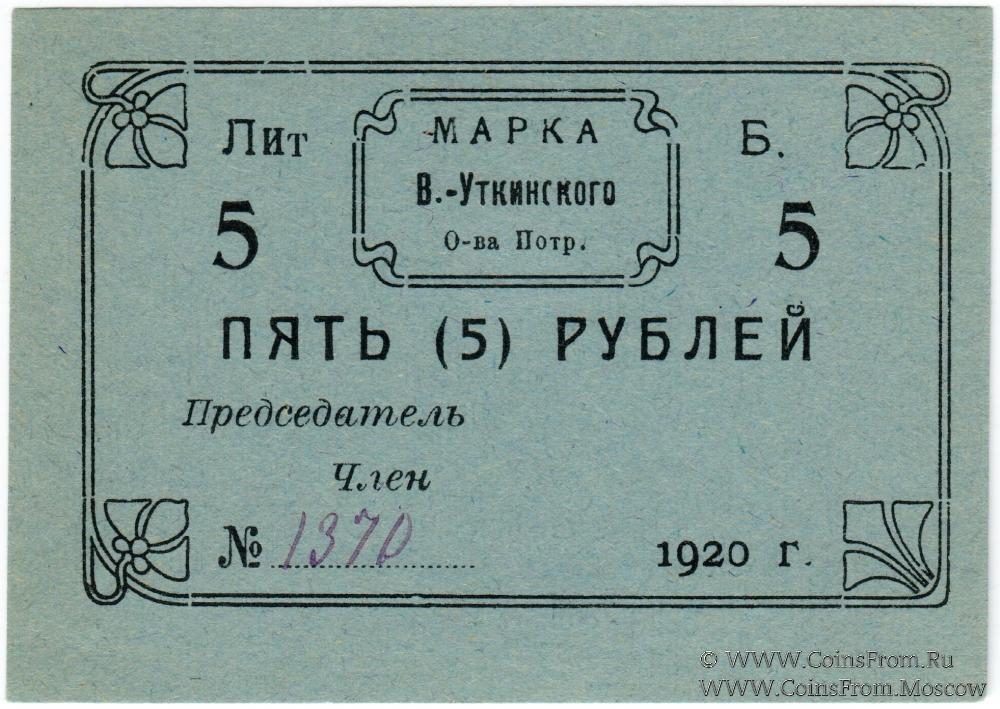 Лит МАРКА Б.
В.-Уткинского
5 О-ва Потр. 5
ПЯТЬ (5) РУБЛЕЙ
Председатель
Член
№ 1370 1920 г.
© WWW.CoinsFrom.Ru
WWW.CoinsFrom.Moscow